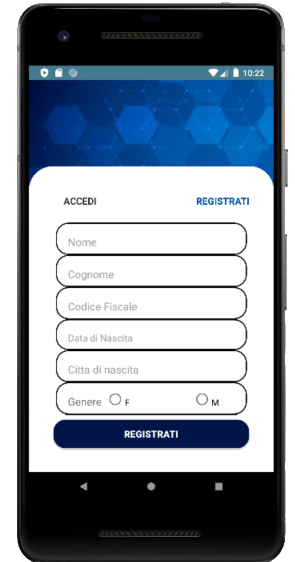 10:22
ACCEDI REGISTRATI
Nome
Cognome
Codice Fiscale
Data di Nascita
Citta di nascita
Genere F M
REGISTRATI